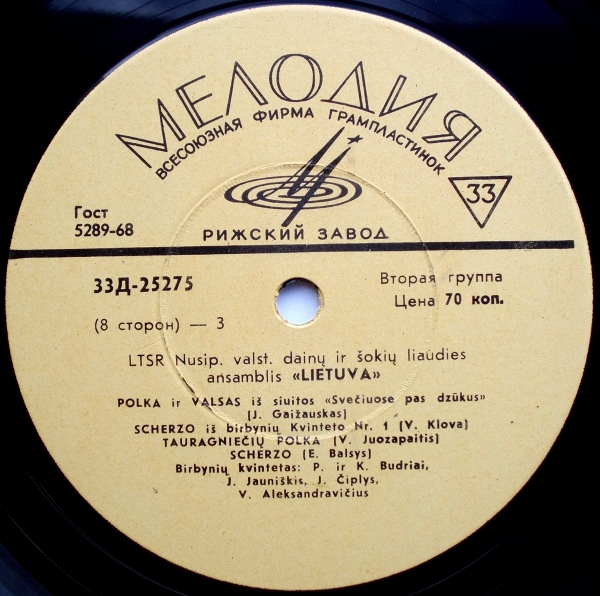 МЕЛОДИЯ
ВСЕСОЮЗНАЯ ФИРМА ГРАМПЛАСТИНОК
33
Гост
5289-68
РИЖСКИЙ ЗАВОД
33Д-25275
Вторая группа
Цена 70 коп.
(8 сторон) — 3
LTSR Nusip. valst. dainų ir šokių liaudies
ansamblis «LIETUVA»
POLKA ir VALSAS iš siuitos «Svečiuose pas dzūkus»
(J. Gaižauskas)
SCHERZO iš birbynių Kvinteto Nr. 1 (V. Klova)
TAURAGNIEČIŲ POLKA (V. Juozapaitis)
SCHERZO (E. Balsys)
Birbynių kvintetas: P. ir K. Budriai,
J. Jauniškis, J. Čiplys,
V. Aleksandravičius